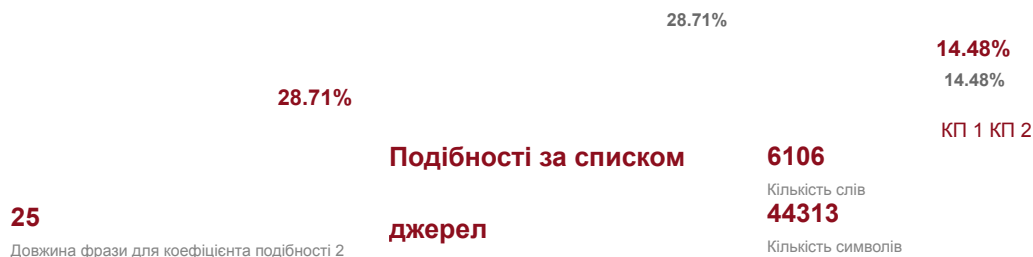 28.71%
14.48%
14.48%
28.71%
КП 1 КП 2
Подібності за списком
6106
Кількість слів
25
44313
джерел
Довжина фрази для коефіцієнта подібності 2
Кількість символів